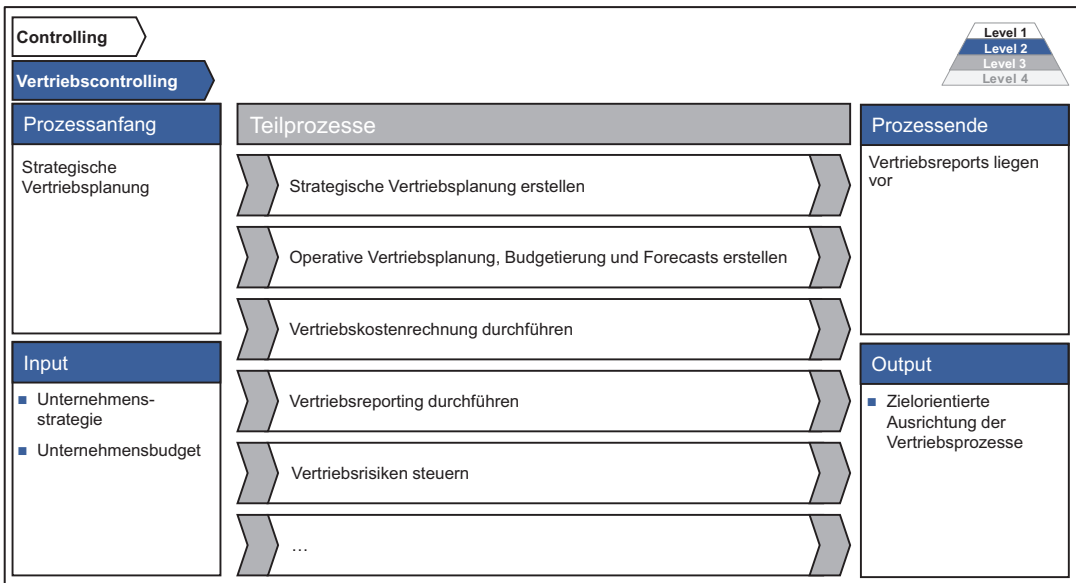 Controlling
Level 1
Level 2
Level 3
Level 4
Vertriebscontrolling
Prozessanfang
Strategische
Vertriebsplanung
Input
Unternehmens-
strategie
Unternehmensbudget
Teilprozesse
Strategische Vertriebsplanung erstellen
Operative Vertriebsplanung, Budgetierung und Forecasts erstellen
Vertriebskostenrechnung durchführen
Vertriebsreporting durchführen
Vertriebsrisiken steuern
…
Prozessende
Vertriebsreports liegen
vor
Output
Zielorientierte
Ausrichtung der
Vertriebsprozesse